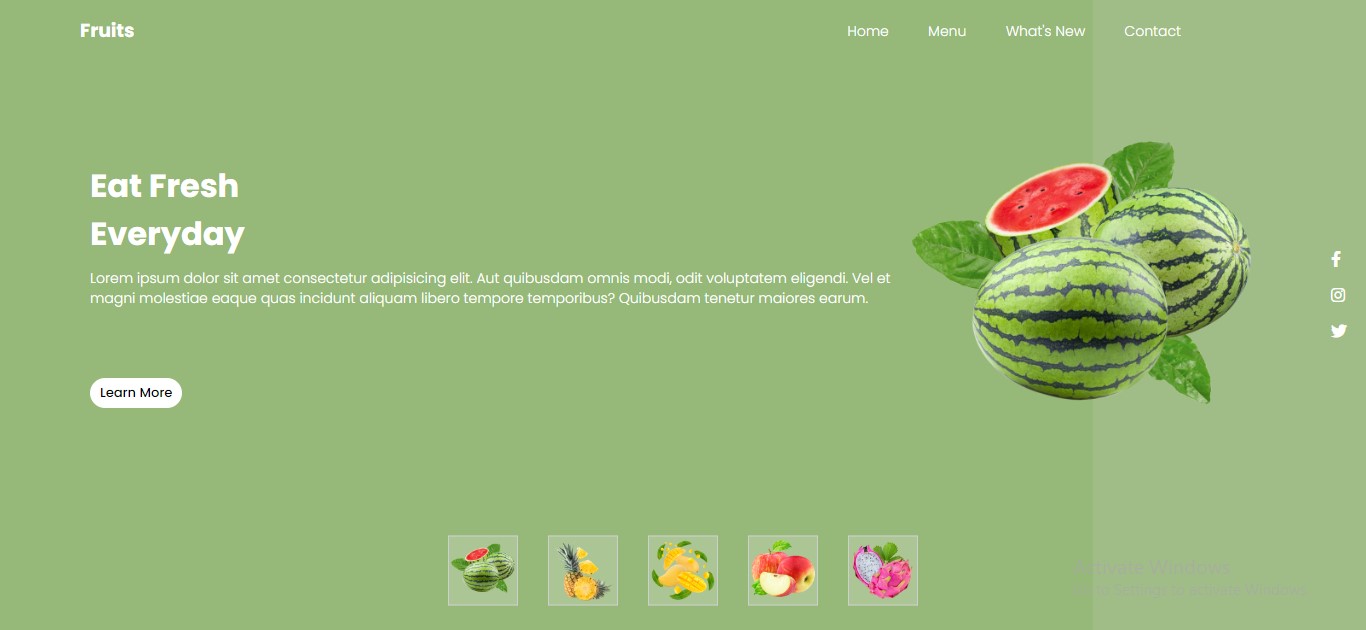 Fruits
Home Menu What's New Contact
Eat Fresh
Everyday
Lorem ipsum dolor sit amet consectetur adipisicing elit. Aut quibusdam omnis modi, odit voluptatem eligendi. Vel et
magni molestiae eaque quas incidunt aliquam libero tempore temporibus? Quibusdam tenetur maiores earum.
Learn More
Activate Windows
Go to Settings to activate Windows.